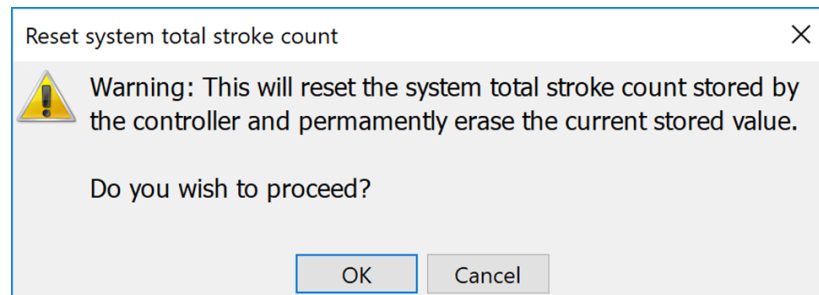 Reset system total stroke count
Warning: This will reset the system total stroke count stored by
the controller and permamently erase the current stored value.
Do you wish to proceed?
OK
Cancel